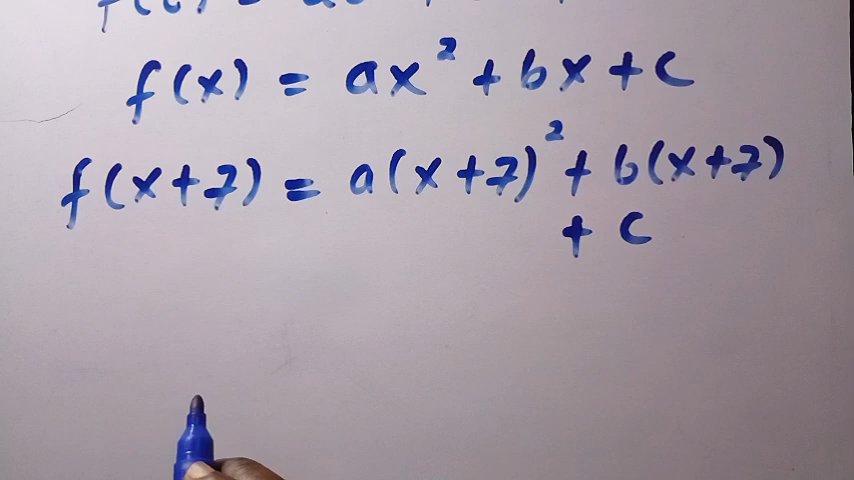 f(x) = ax² + bx + c
f(x+7) = a(x+7)² + b(x+7)
+ c